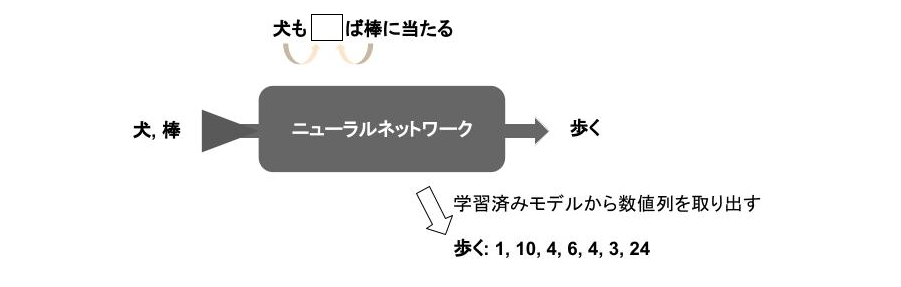 犬も ば棒に当たる
犬, 棒
ニューラルネットワーク
歩く
学習済みモデルから数値列を取り出す
歩く: 1, 10, 4, 6, 4, 3, 24